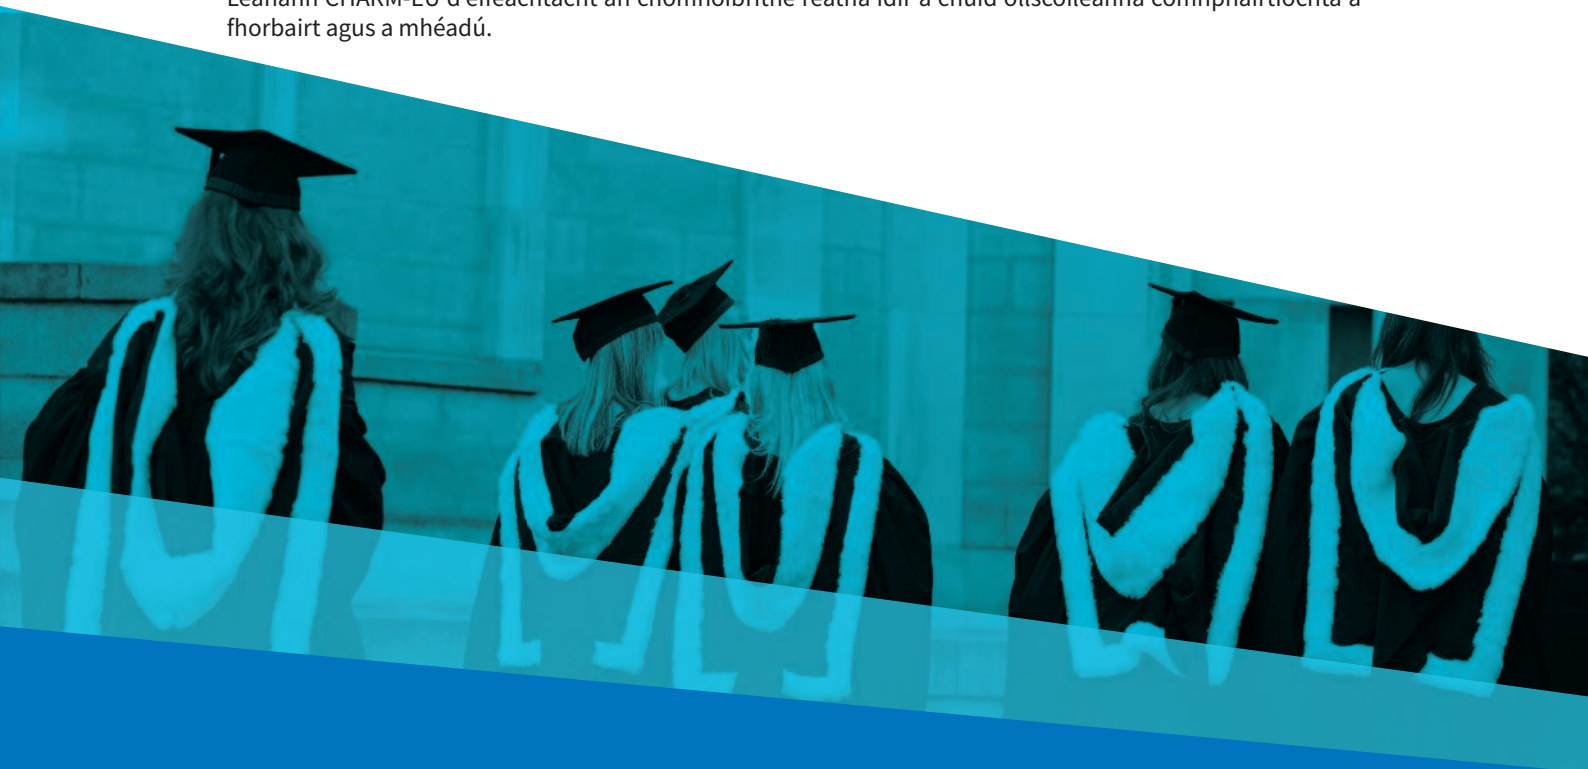 Leanann CHARM-EU d'éifeachtacht an chomhoibrithe reatha idir a chuid ollscoileanna comhpháirtíochta a
fhorbairt agus a mhéadú.